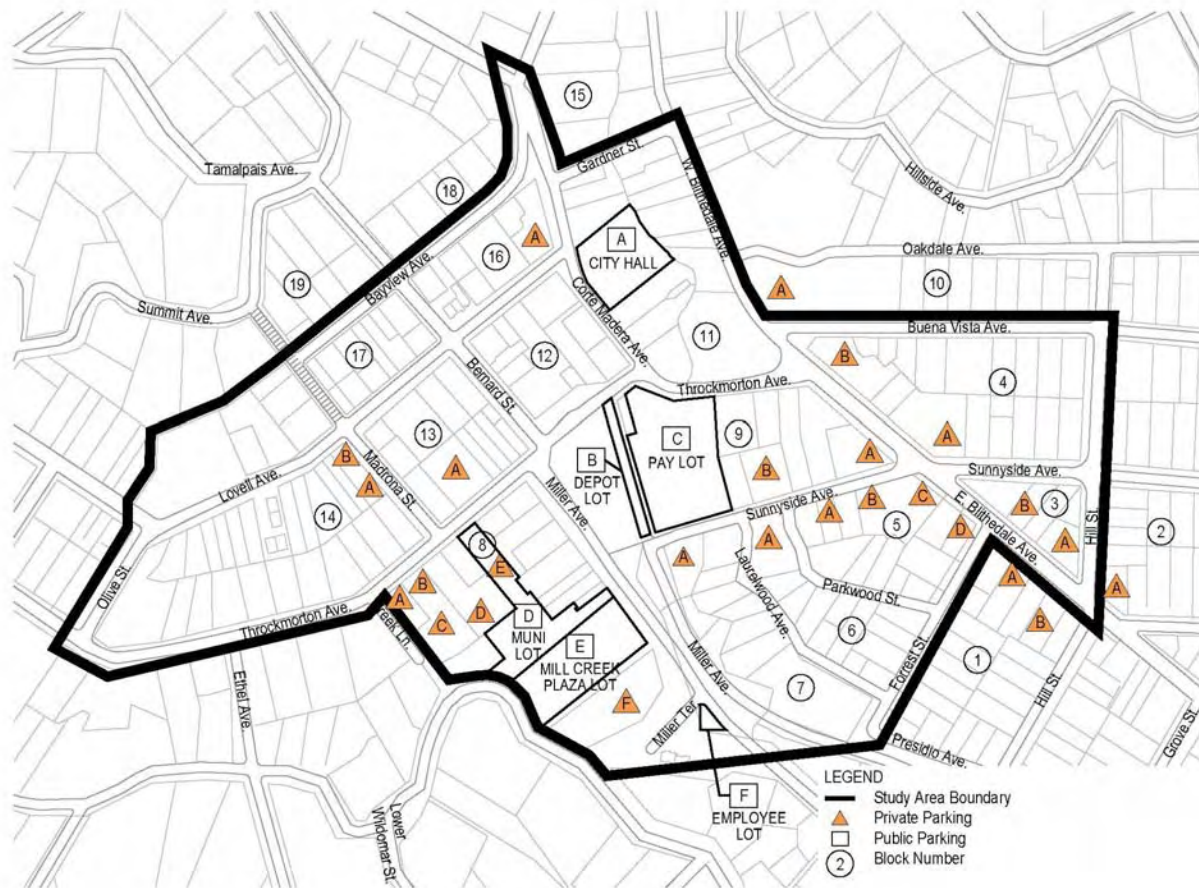 15
Gardner St.
Tamalpais Ave.
W. Blithedale Ave.
Hillside Ave.
18
A
16
A
CITY HALL
Oakdale Ave.
19
Bayview Ave.
Corte Madera Ave.
A
10
Summit Ave.
11
Buena Vista Ave.
17
12
B
4
Bernard St.
Throckmorton Ave.
13
9
C
PAY LOT
A
A
B
Madrona St.
A
B
DEPOT
LOT
B
Sunnyside Ave.
Lovell Ave.
A
Miller Ave.
Sunnyside Ave.
B
C
B
3
14
A
5
D
E. Blithedale Ave.
A
Hill St.
2
8
A
A
Laurelwood Ave.
E
A
A
Olive St.
B
Parkwood St.
A
Throckmorton Ave.
C
D
D
MUNI
LOT
6
B
reek Ln.
E
MILL CREEK
PLAZA LOT
Miller Ave.
Forrest St.
1
Ethel Ave.
F
7
Hill St.
Miller Ter
Presidio Ave.
Grove St.
Lower
Wildomar St.
F
EMPLOYEE
LOT
LEGEND
Study Area Boundary
Private Parking
Public Parking
2 Block Number